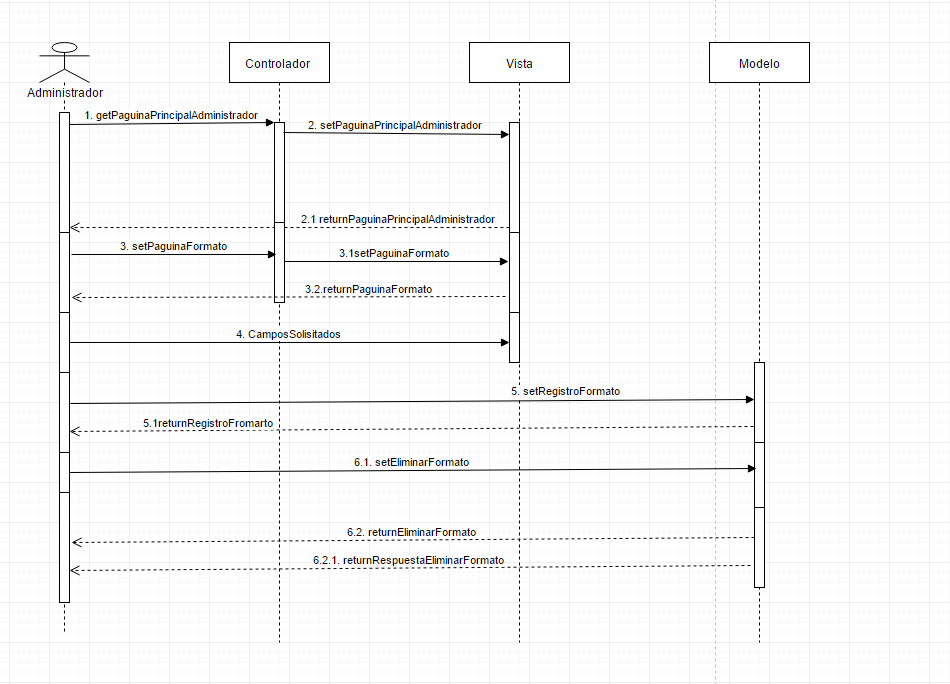 Controlador
Vista
Modelo
Administrador
1. getPaguinaPrincipalAdministrador
2. setPaguinaPrincipalAdministrador
2.1 returnPaguinaPrincipalAdministrador
3. setPaguinaFormato
3.1setPaguinaFormato
3.2.returnPaguinaFormato
4. CamposSolisitados
5. setRegistroFormato
5.1returnRegistroFromarto
6.1. setEliminarFormato
6.2. returnEliminarFormato
6.2.1. returnRespuestaEliminarFormato